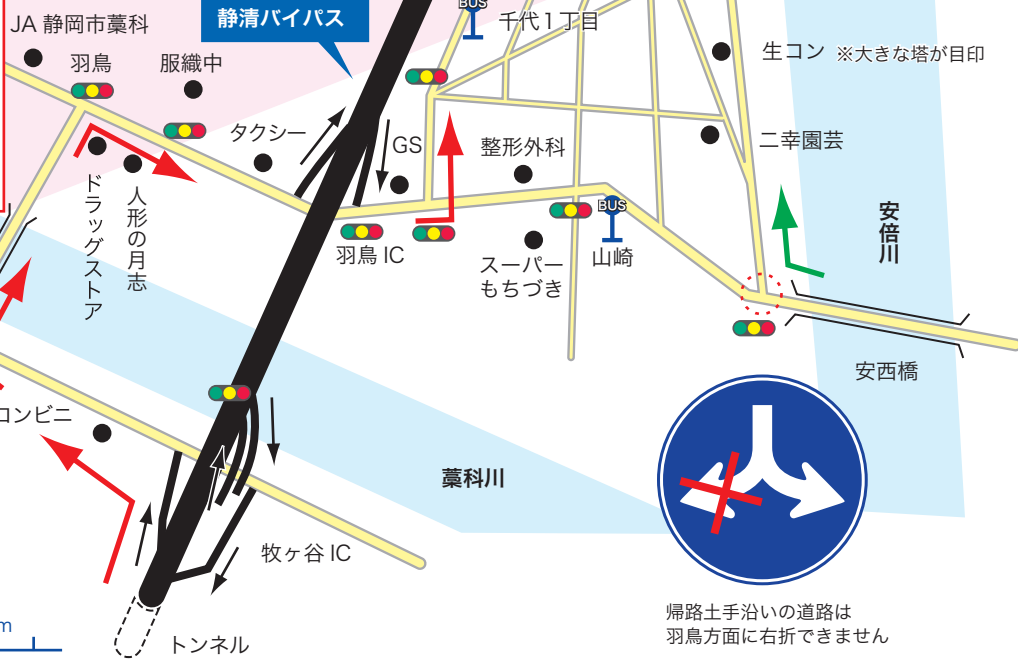 JA 静岡市藁科
静清バイパス
BUS
千代1丁目
羽鳥
服織中
生コン ※大きな塔が目印
タクシー
GS
整形外科
二幸園芸
ドラッグストア
人形の月志
羽鳥 IC
BUS
山崎
スーパー
もちづき
安倍川
安西橋
コンビニ
藁科川
牧ヶ谷 IC
トンネル
m
帰路土手沿いの道路は
羽鳥方面に右折できません